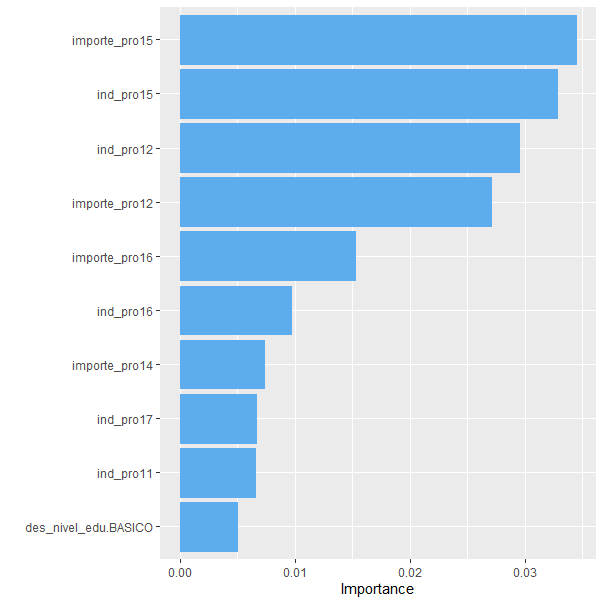 importe_pro15
ind_pro15
ind_pro12
importe_pro12
importe_pro16
ind_pro16
importe_pro14
ind_pro17
ind_pro11
des_nivel_edu.BASICO
0.00 0.01 0.02 0.03
Importance